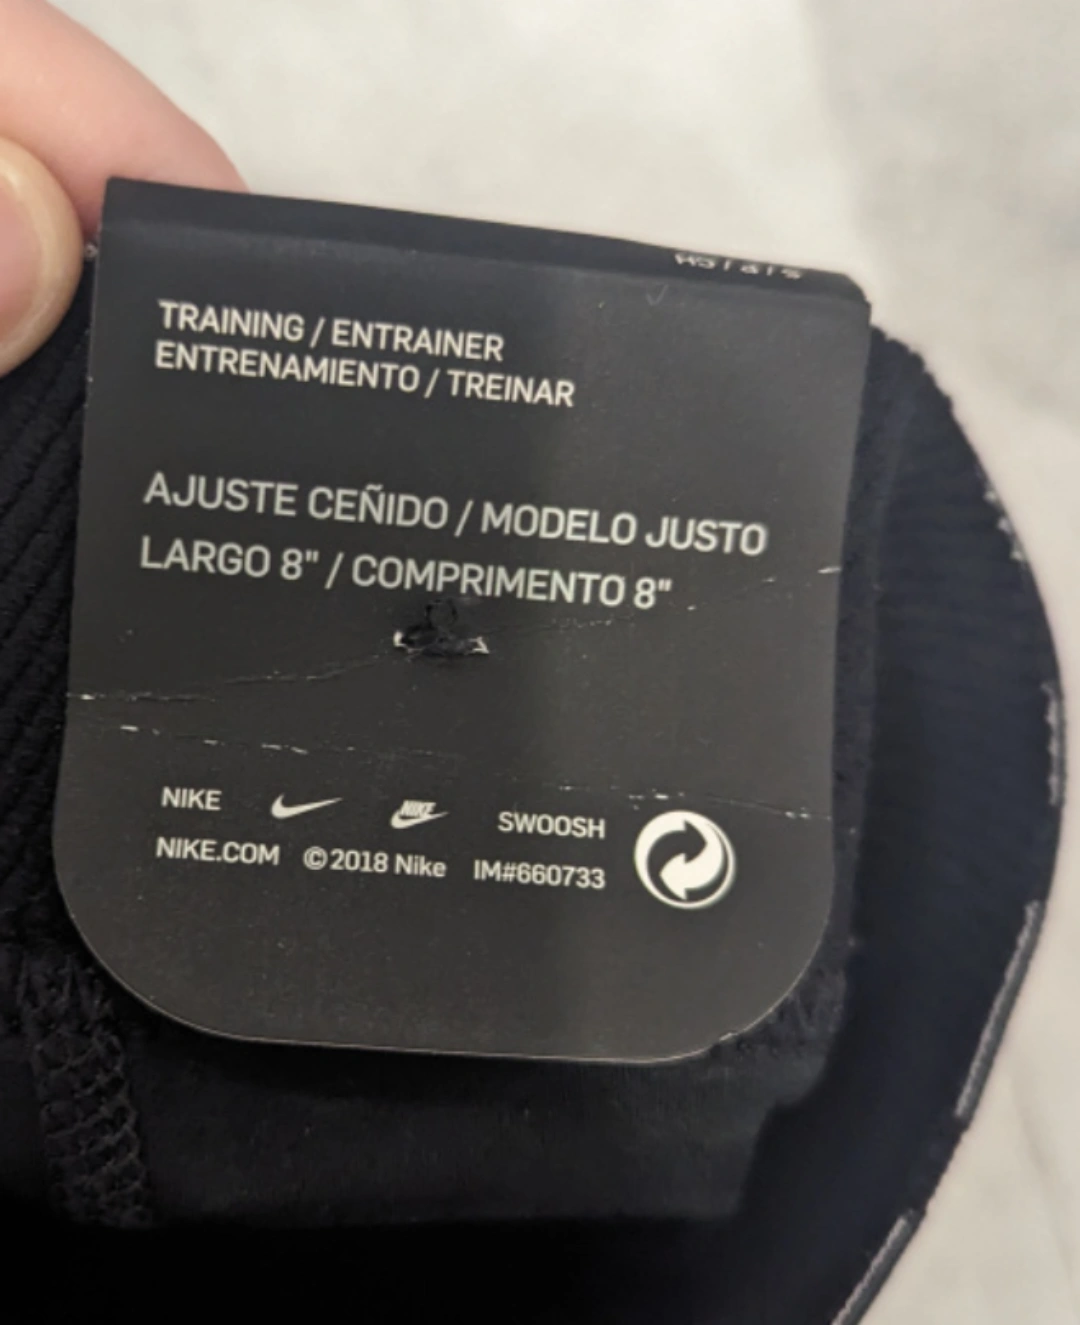 TRAINING / ENTRAINER
ENTRENAMIENTO / TREINAR
AJUSTE CEÑIDO / MODELO JUSTO
LARGO 8" / COMPRIMENTO 8"
NIKE NIKE SWOOSH
NIKE.COM ©2018 Nike IM#660733